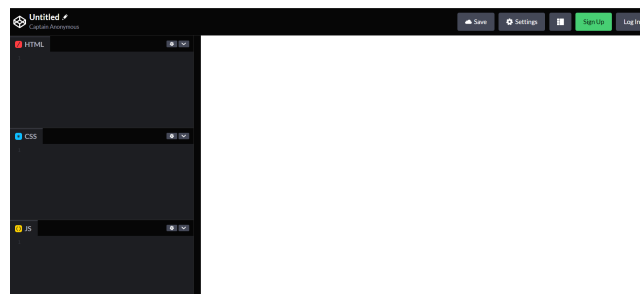 Untitled
Captain Anonymous
Save
Settings
Sign Up
Log In
HTML
CSS
JS